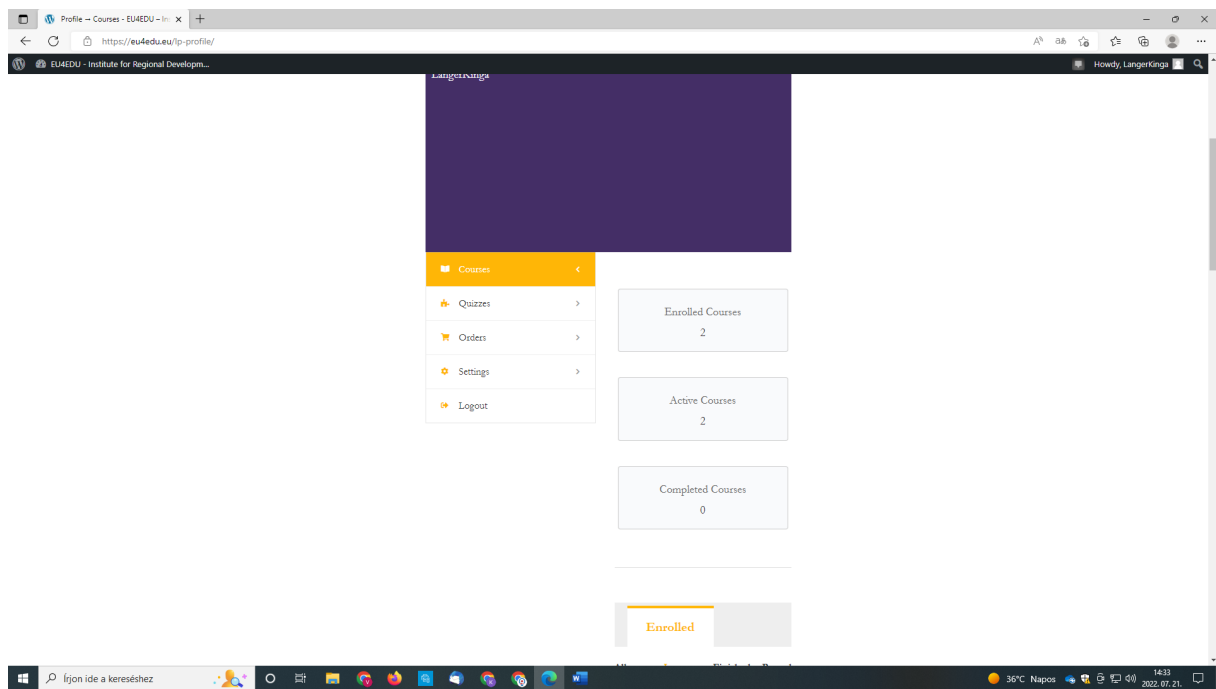 Profile → Courses - EU4EDU – In
https://eu4edu.eu/lp-profile/
EU4EDU - Institute for Regional Developm...
Howdy, LangerKinga
LangerKinga
Courses
Quizzes
Orders
Settings
Logout
Enrolled Courses
2
Active Courses
2
Completed Courses
0
Enrolled
Írjon ide a kereséshez
36°C Napos
14:33
2022. 07. 21.